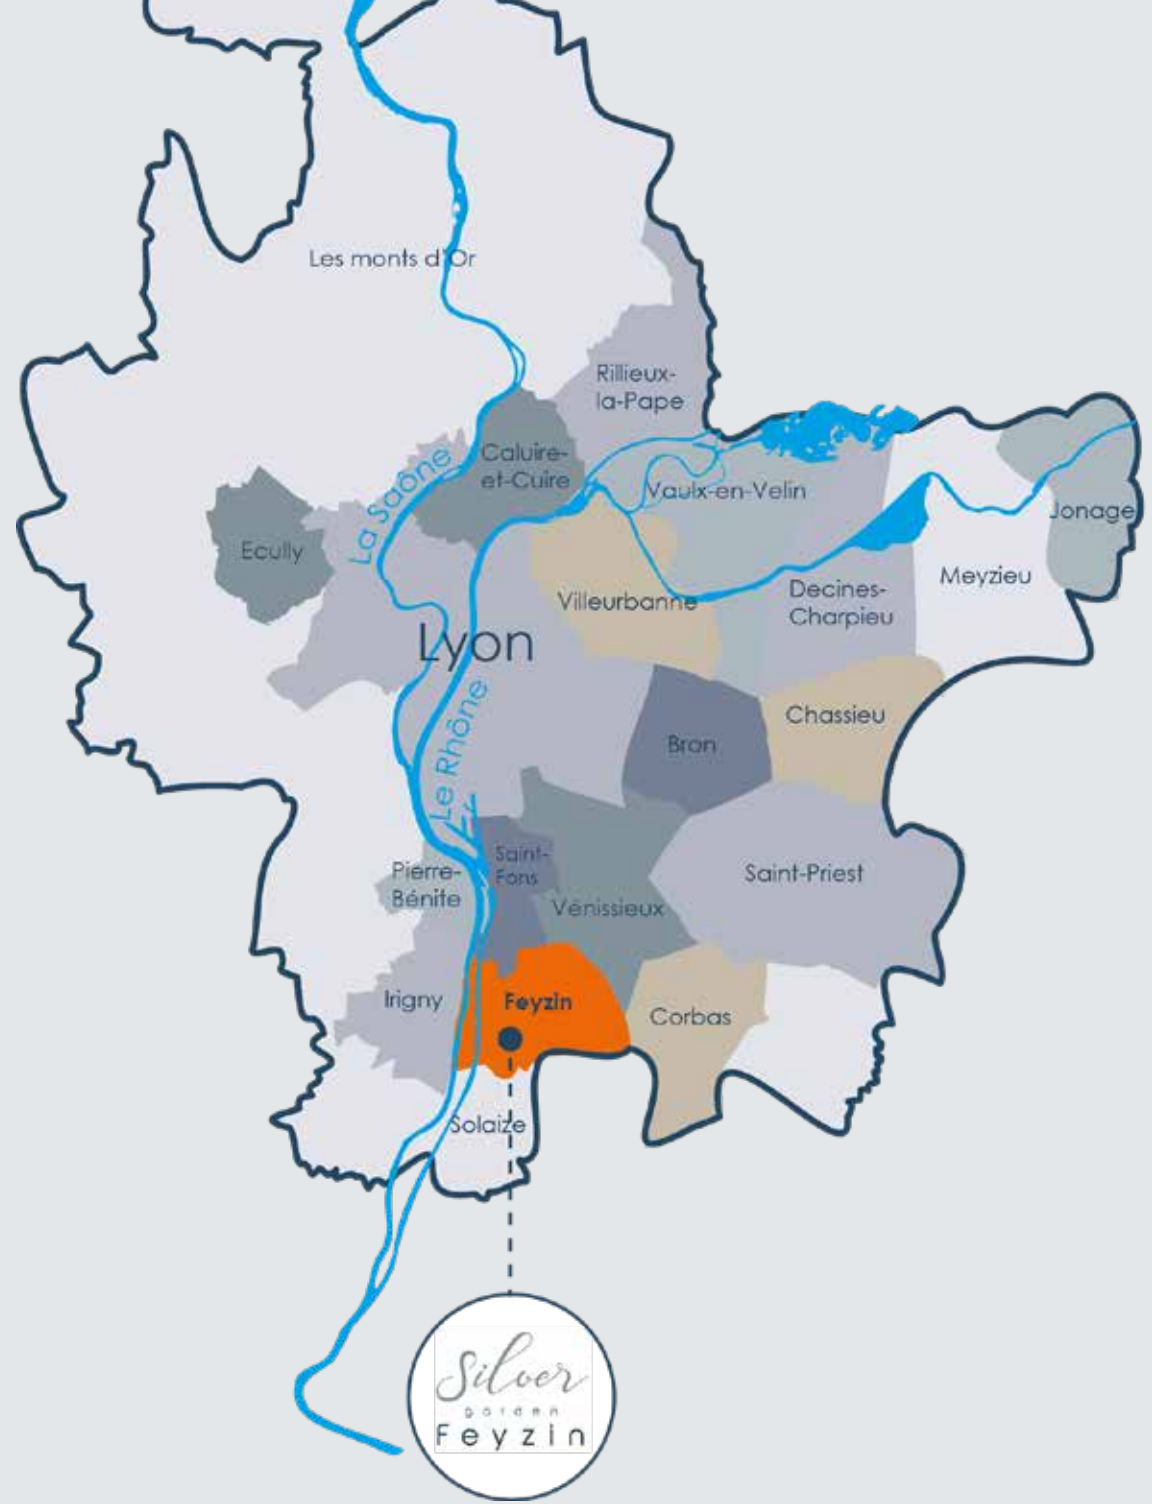 Les monts d'Or
Rillieux-
la-Pape
Caluire-
et-Cuire
La Saône
Vaulx-en-Velin
Jonage
Ecully
Meyzieu
Decines-
Charpieu
Villeurbanne
Lyon
Le Rhône
Chassieu
Bron
Saint-
Fons
Pierre-
Bénite
Saint-Priest
Vénissieux
Irigny
Feyzin
Corbas
Solaize
Silver
garden
Feyzin